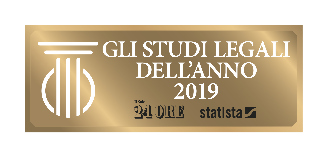 GLI STUDI LEGALI
DELL'ANNO
2019
24 ORE statista